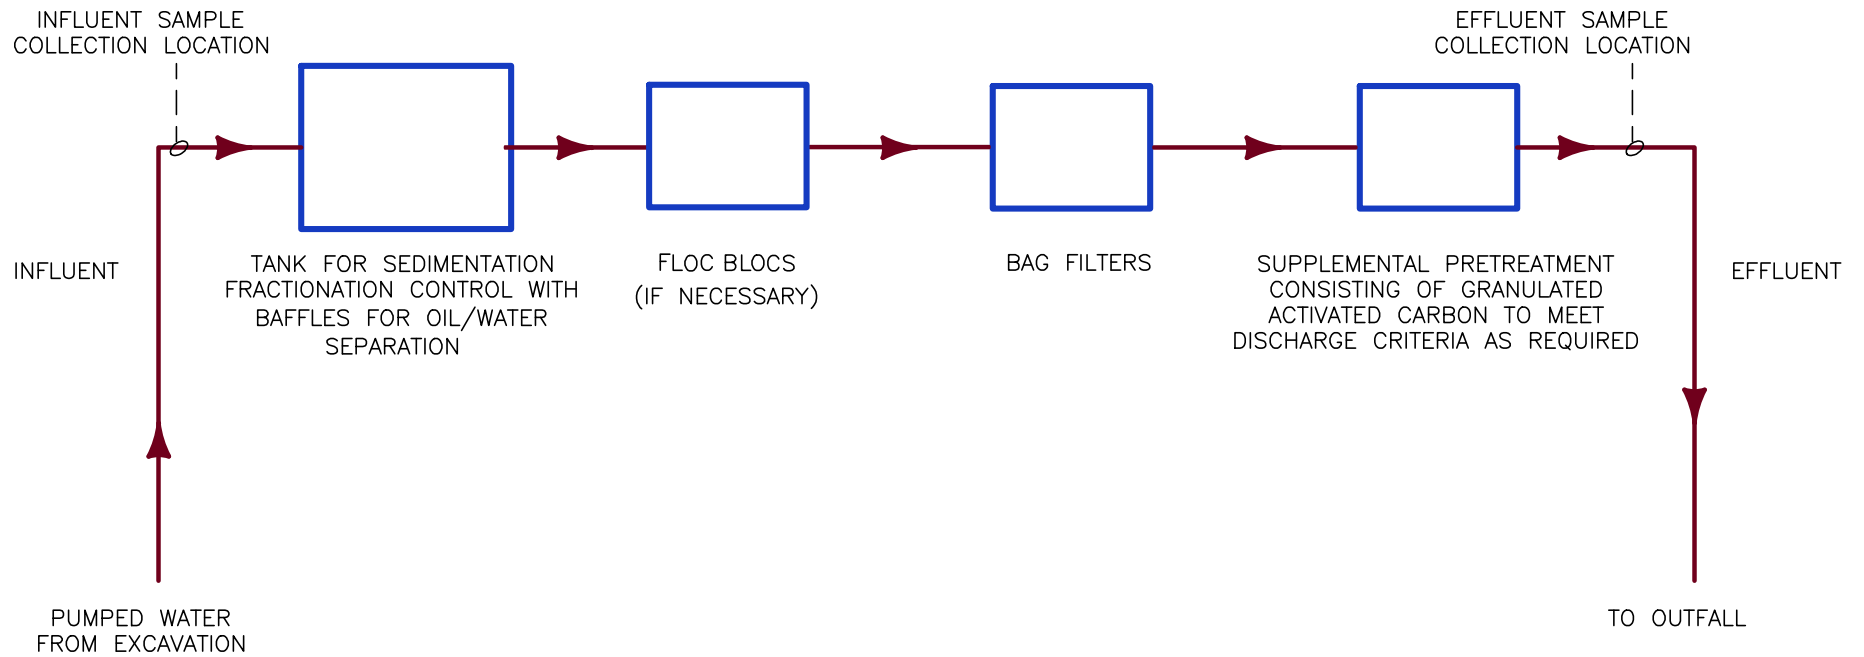 INFLUENT SAMPLE
COLLECTION LOCATION
EFFLUENT SAMPLE
COLLECTION LOCATION
INFLUENT
TANK FOR SEDIMENTATION
FRACTIONATION CONTROL WITH
BAFFLES FOR OIL/WATER
SEPARATION
FLOC BLOCS
(IF NECESSARY)
BAG FILTERS
SUPPLEMENTAL PRETREATMENT
CONSISTING OF GRANULATED
ACTIVATED CARBON TO MEET
DISCHARGE CRITERIA AS REQUIRED
EFFLUENT
PUMPED WATER
FROM EXCAVATION
TO OUTFALL